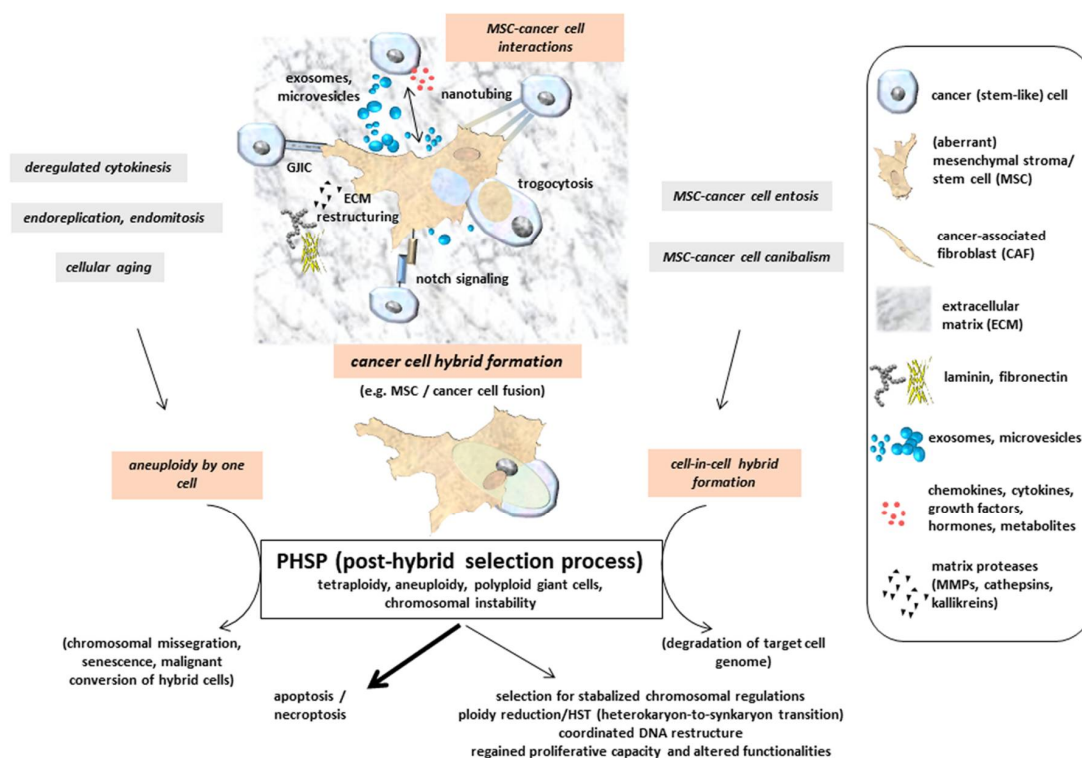 MSC-cancer cell
interactions
exosomes,
microvesicles
nanotubing
GJIC
ECM
restructuring
trogocytosis
notch signaling
deregulated cytokinesis
endoreplication, endomitosis
cellular aging
MSC-cancer cell entosis
MSC-cancer cell canibalism
cancer cell hybrid formation
(e.g. MSC / cancer cell fusion)
aneuploidy by one
cell
cell-in-cell hybrid
formation
PHSP (post-hybrid selection process)
tetraploidy, aneuploidy, polyploid giant cells,
chromosomal instability
(chromosomal missegration,
senescence, malignant
conversion of hybrid cells)
(degradation of target cell
genome)
apoptosis /
necroptosis
selection for stabalized chromosomal regulations
ploidy reduction/HST (heterokaryon-to-synkaryon transition)
coordinated DNA restructure
regained proliferative capacity and altered functionalities
cancer (stem-like) cell
(aberrant)
mesenchymal stroma/
stem cell (MSC)
cancer-associated
fibroblast (CAF)
extracellular
matrix (ECM)
laminin, fibronectin
exosomes, microvesicles
chemokines, cytokines,
growth factors,
hormones, metabolites
matrix proteases
(MMPs, cathepsins,
kallikreins)